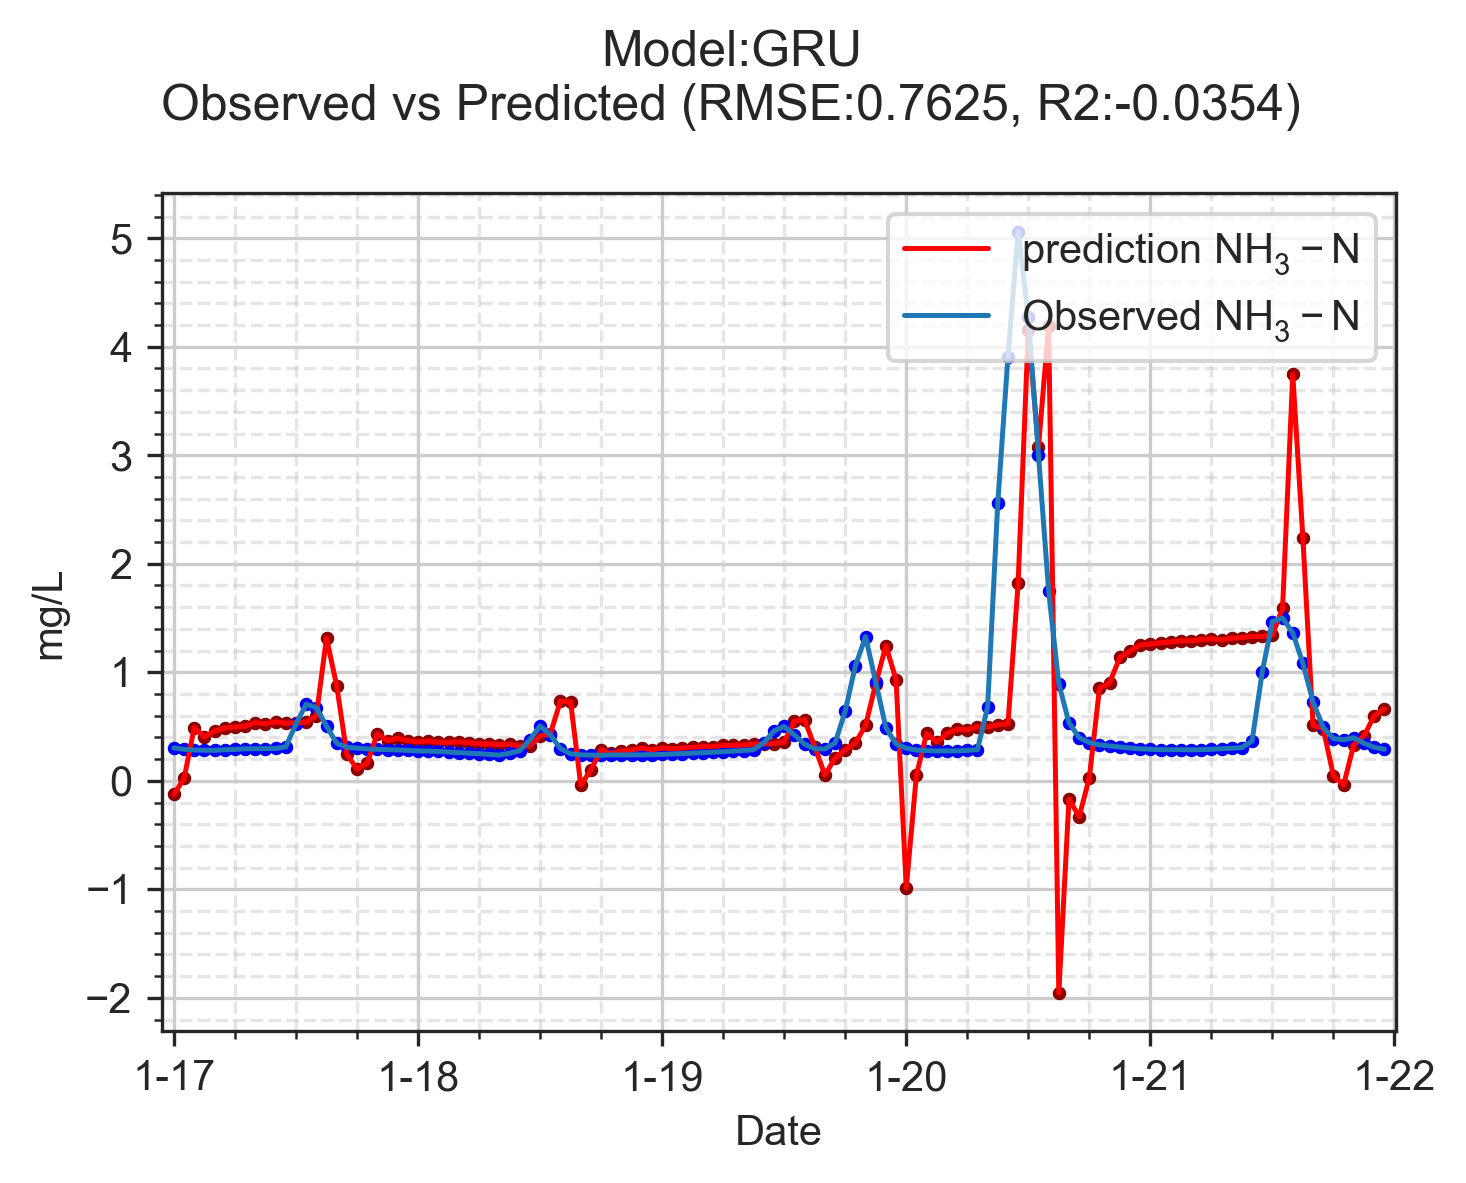 Model:GRU
Observed vs Predicted (RMSE:0.7625, R2:-0.0354)
prediction NH₃ − N
Observed NH₃ − N
5
4
3
2
1
0
−1
−2
mg/L
1-17 1-18 1-19 1-20 1-21 1-22
Date